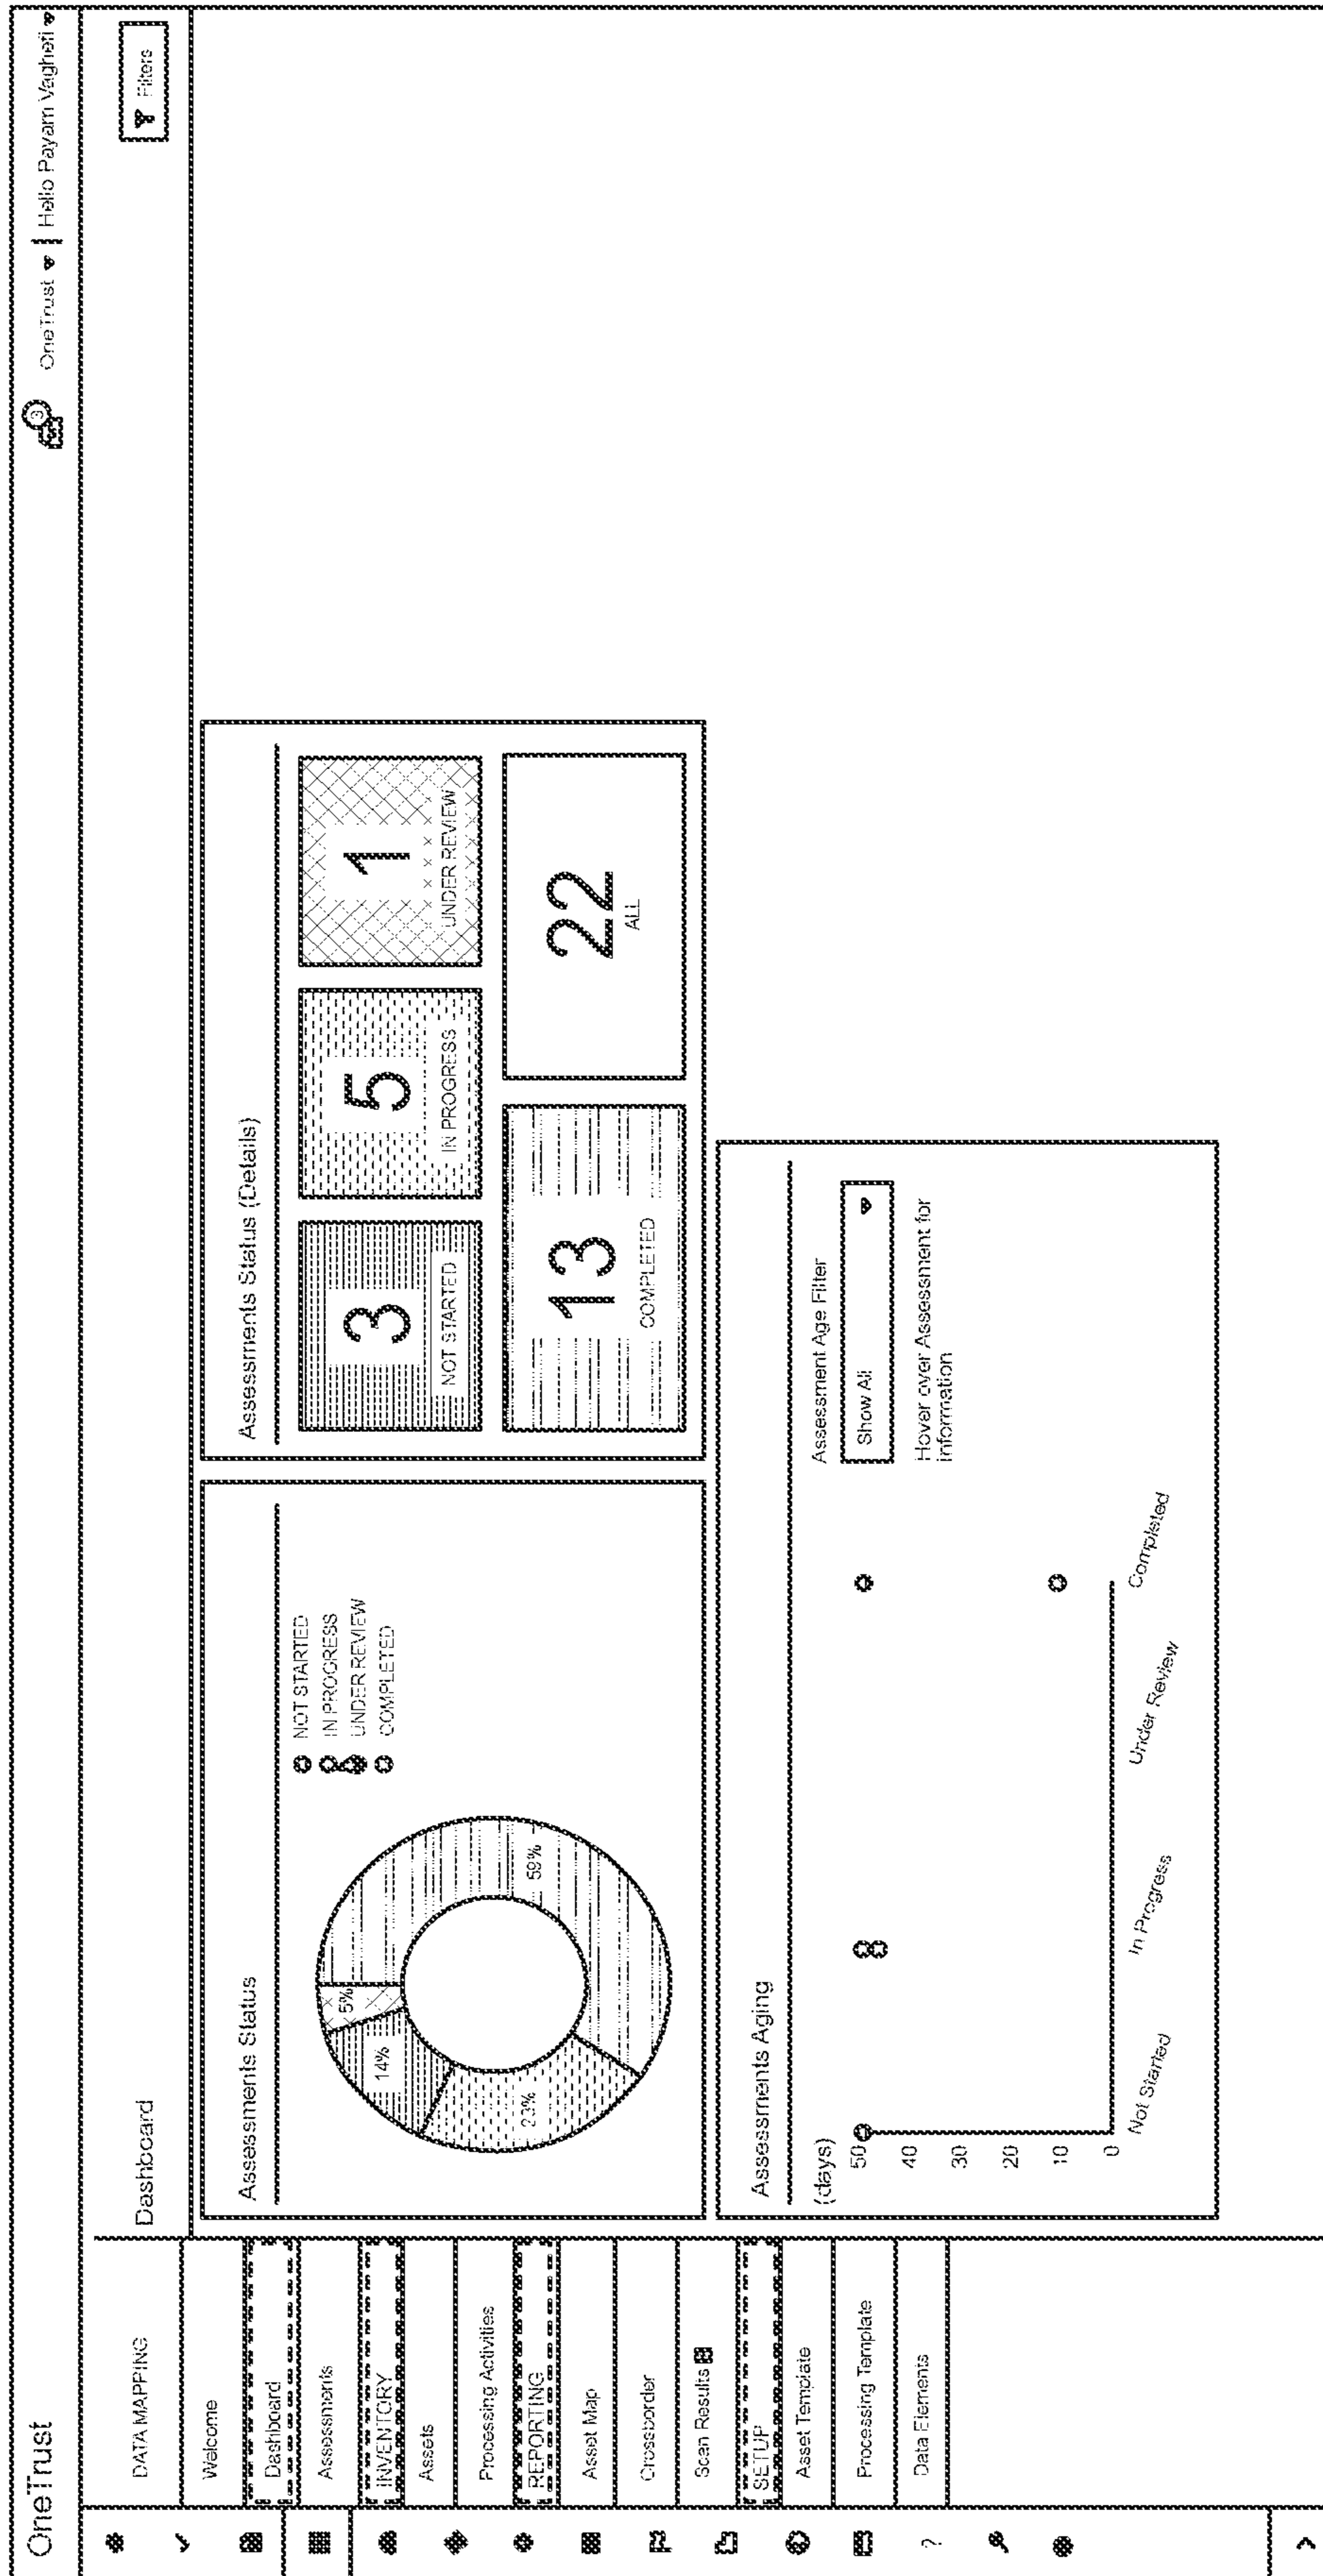 OneTrust
3
OneTrust
Hello Payam Vaghefi
DATA MAPPING
Welcome
Dashboard
Assessments
INVENTORY
Assets
Processing Activities
REPORTING
Asset Map
Crossborder
Scan Results
SETUP
Asset Template
Processing Template
Data Elements
?
Dashboard
Filters
Assessments Status
5%
14%
23%
59%
NOT STARTED
IN PROGRESS
UNDER REVIEW
COMPLETED
Assessments Status (Details)
3
NOT STARTED
5
IN PROGRESS
1
UNDER REVIEW
13
COMPLETED
22
ALL
Assessments Aging
(days)
50
40
30
20
10
0
Not Started
In Progress
Under Review
Completed
Assessment Age Filter
Show All
Hover over Assessment for
information